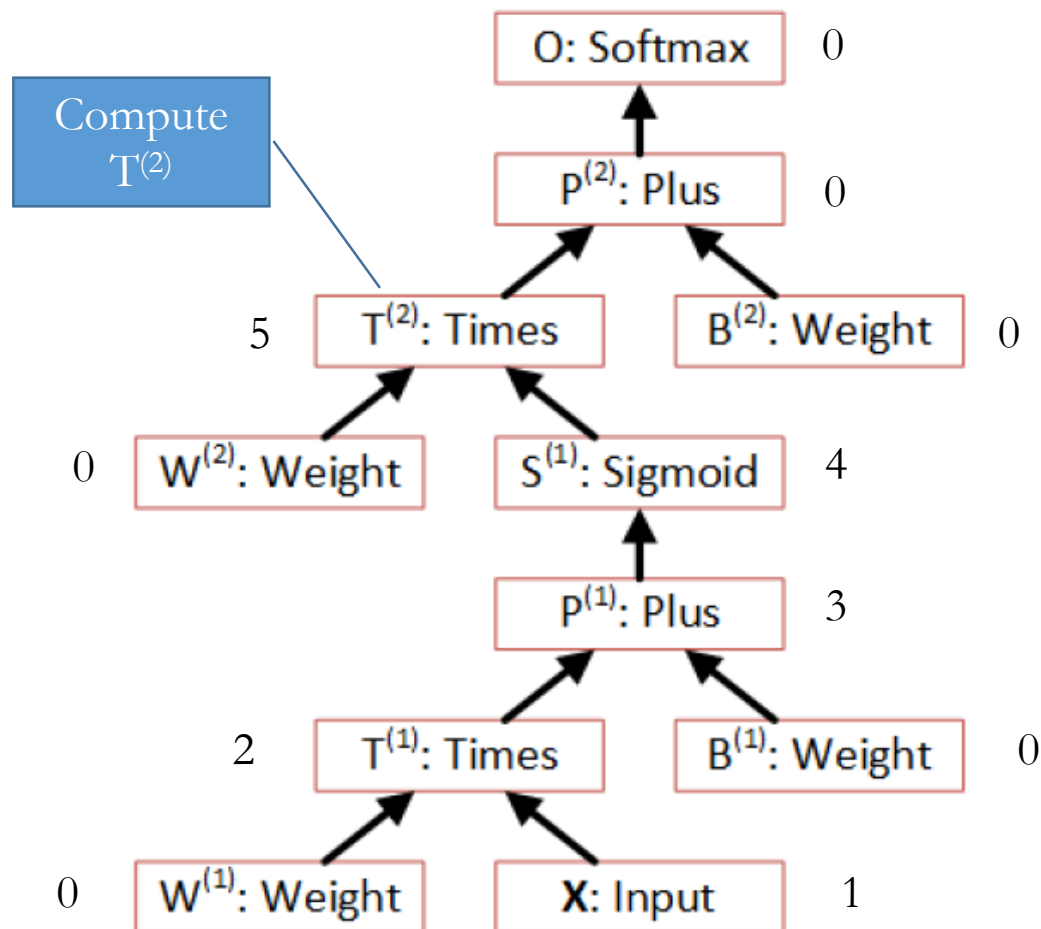 O: Softmax 0
Compute
T⁽²⁾
P⁽²⁾: Plus 0
5 T⁽²⁾: Times B⁽²⁾: Weight 0
0 W⁽²⁾: Weight S⁽¹⁾: Sigmoid 4
P⁽¹⁾: Plus 3
2 T⁽¹⁾: Times B⁽¹⁾: Weight 0
0 W⁽¹⁾: Weight X: Input 1